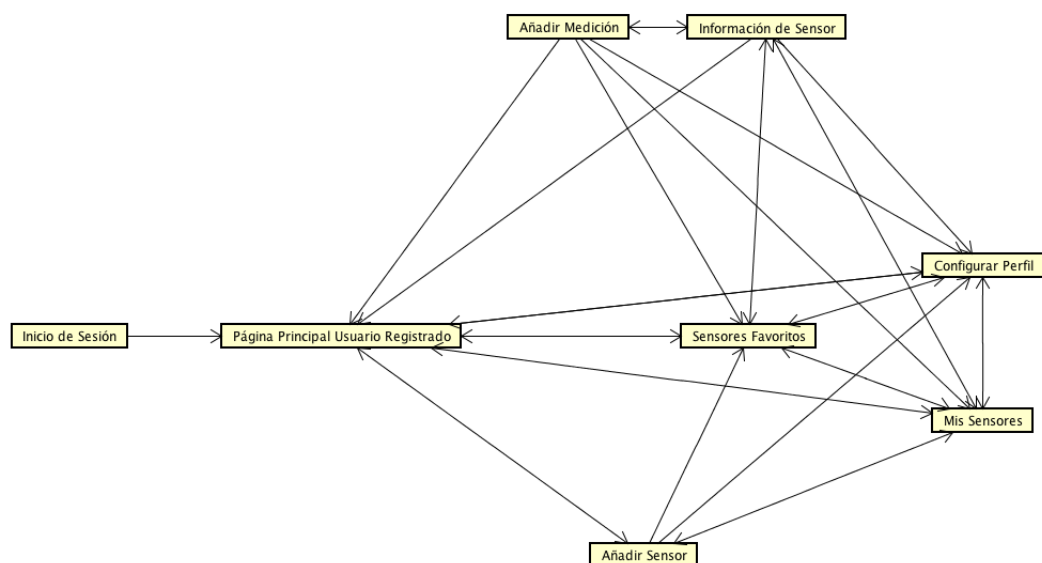 Añadir Medición
Información de Sensor
Configurar Perfil
Inicio de Sesión
Página Principal Usuario Registrado
Sensores Favoritos
Mis Sensores
Añadir Sensor